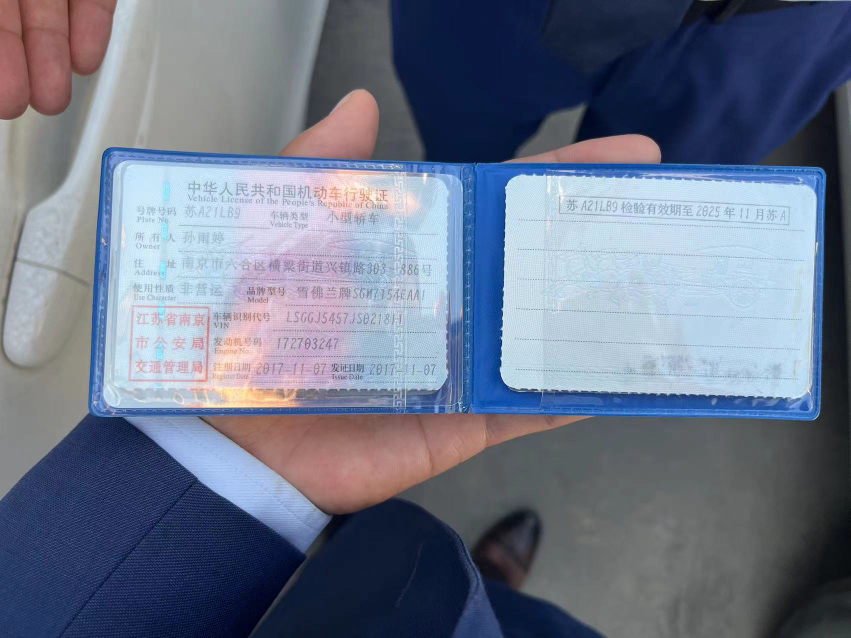 中华人民共和国机动车行驶证
Vehicle License of the People's Republic of China
号牌号码 苏A21LB9 车辆类型 小型轿车
Plate No. Vehicle Type
所有人 孙雨婷
Owner
住址 南京市六合区横梁街道兴镇路303-886号
Address
使用性质 非营运 品牌型号 雪佛兰牌SGM7154EAA1
Use Character Model
江苏省南京
市公安局
交通管理局
车辆识别代号
VIN
发动机号码 172703247
Engine No.
注册日期 2017-11-07 发证日期 2017-11-07
Register Date Issue Date
苏A21LB9 检验有效期至 2025年11月苏A